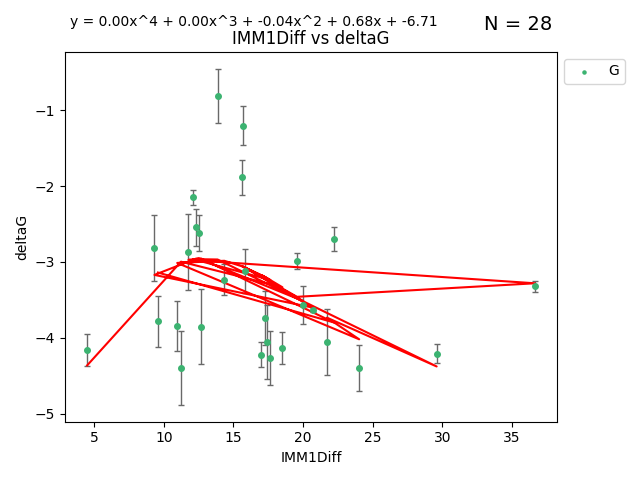 y = 0.00x^4 + 0.00x^3 + -0.04x^2 + 0.68x + -6.71
N = 28
IMM1Diff vs deltaG
G
deltaG
−1
−2
−3
−4
−5
5 10 15 20 25 30 35
IMM1Diff